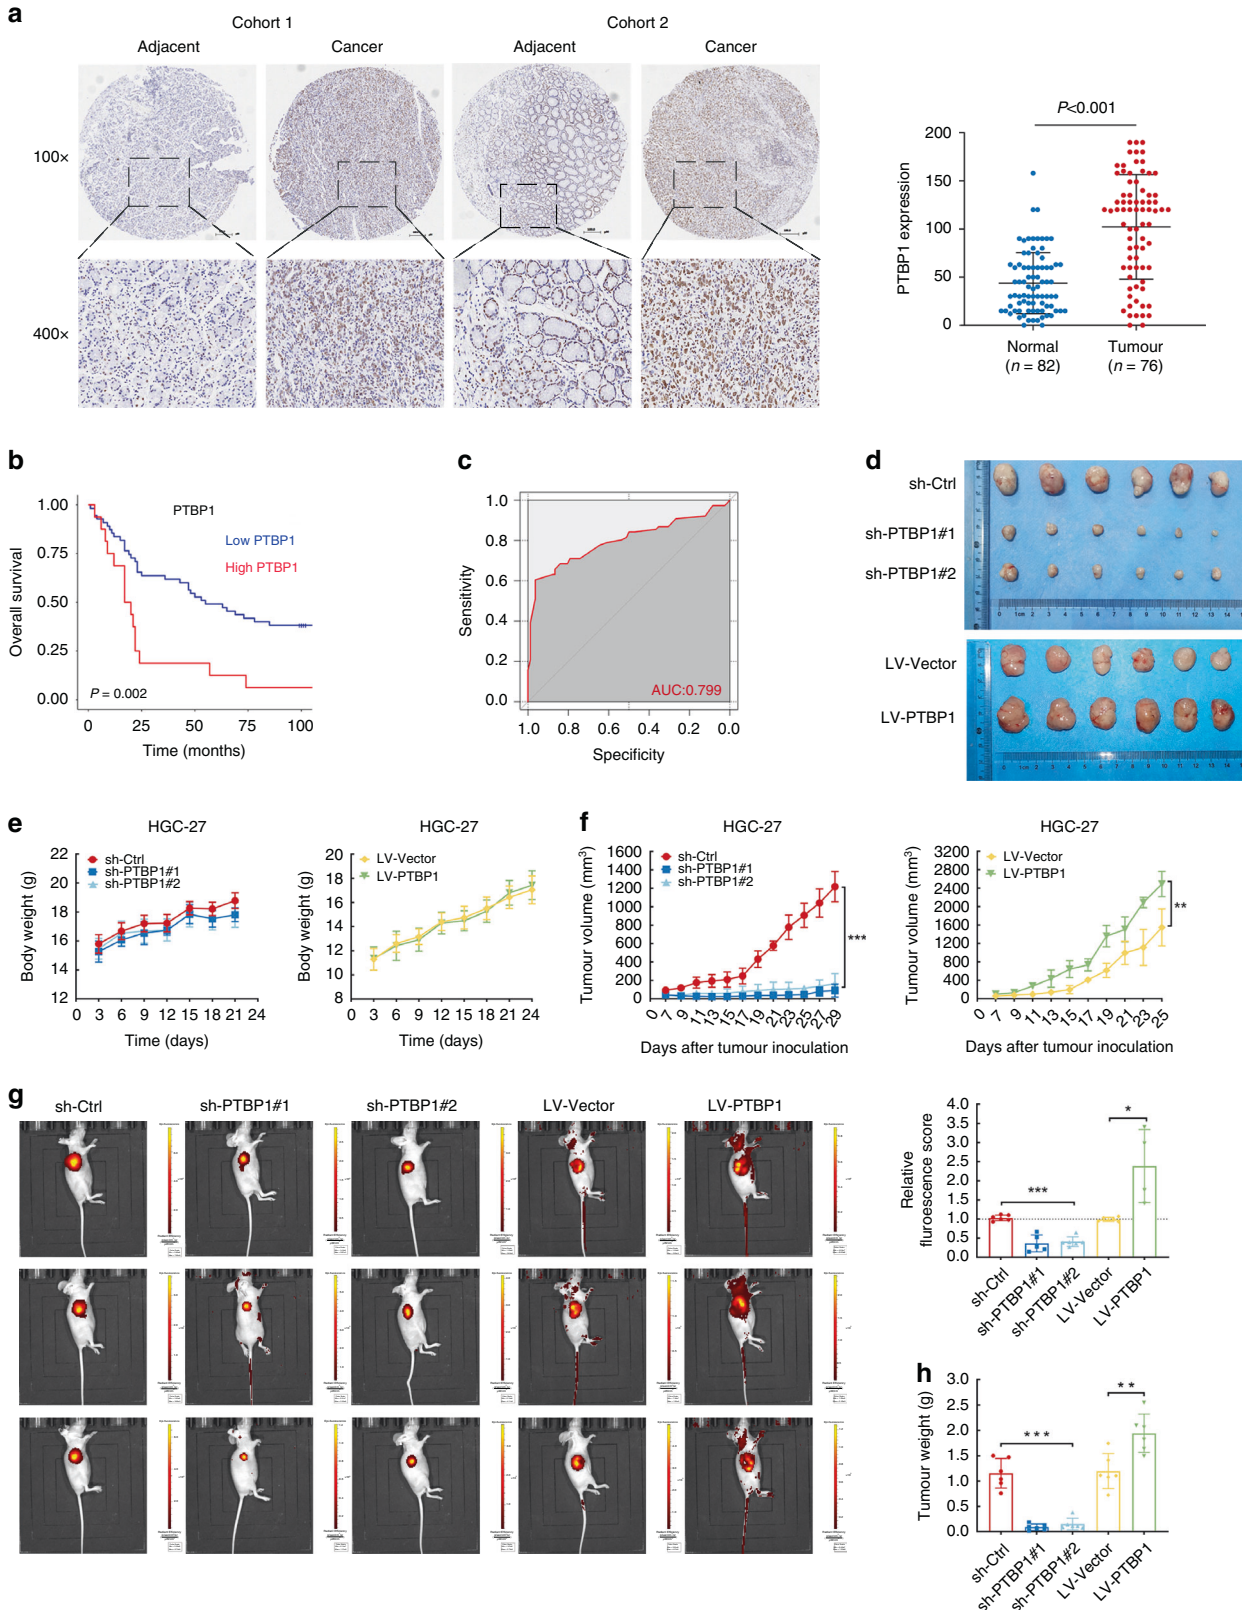 a
Cohort 1
Cohort 2
Adjacent
Cancer
Adjacent
Cancer
100×
400×
P<0.001
PTBP1 expression
200
150
100
50
0
Normal
(n = 82)
Tumour
(n = 76)
b
PTBP1
Low PTBP1
High PTBP1
Overall survival
1.00
0.75
0.50
0.25
0.00
P = 0.002
0 25 50 75 100
Time (months)
c
Sensitivity
1.0
0.8
0.6
0.4
0.2
0.0
AUC:0.799
1.0 0.8 0.6 0.4 0.2 0.0
Specificity
d
sh-Ctrl
sh-PTBP1#1
sh-PTBP1#2
LV-Vector
LV-PTBP1
e
HGC-27
Body weight (g)
22
20
18
16
14
12
sh-Ctrl
sh-PTBP1#1
sh-PTBP1#2
0 3 6 9 12 15 18 21 24
Time (days)
HGC-27
Body weight (g)
20
18
16
14
12
10
8
LV-Vector
LV-PTBP1
0 3 6 9 12 15 18 21 24
Time (days)
f
HGC-27
Tumour volume (mm³)
1600
1400
1200
1000
800
600
400
200
0
sh-Ctrl
sh-PTBP1#1
sh-PTBP1#2
***
0 7 9 11 13 15 17 19 21 23 25 27 29
Days after tumour inoculation
HGC-27
Tumour volume (mm³)
3200
2800
2400
2000
1600
1200
800
400
0
LV-Vector
LV-PTBP1
**
0 7 9 11 13 15 17 19 21 23 25
Days after tumour inoculation
g
sh-Ctrl
sh-PTBP1#1
sh-PTBP1#2
LV-Vector
LV-PTBP1
Relative
fluroescence score
4.0
3.5
3.0
2.5
2.0
1.5
1.0
0.5
0.0
***
*
sh-Ctrl
sh-PTBP1#1
sh-PTBP1#2
LV-Vector
LV-PTBP1
h
Tumour weight (g)
3.0
2.5
2.0
1.5
1.0
0.5
0.0
***
**
sh-Ctrl
sh-PTBP1#1
sh-PTBP1#2
LV-Vector
LV-PTBP1